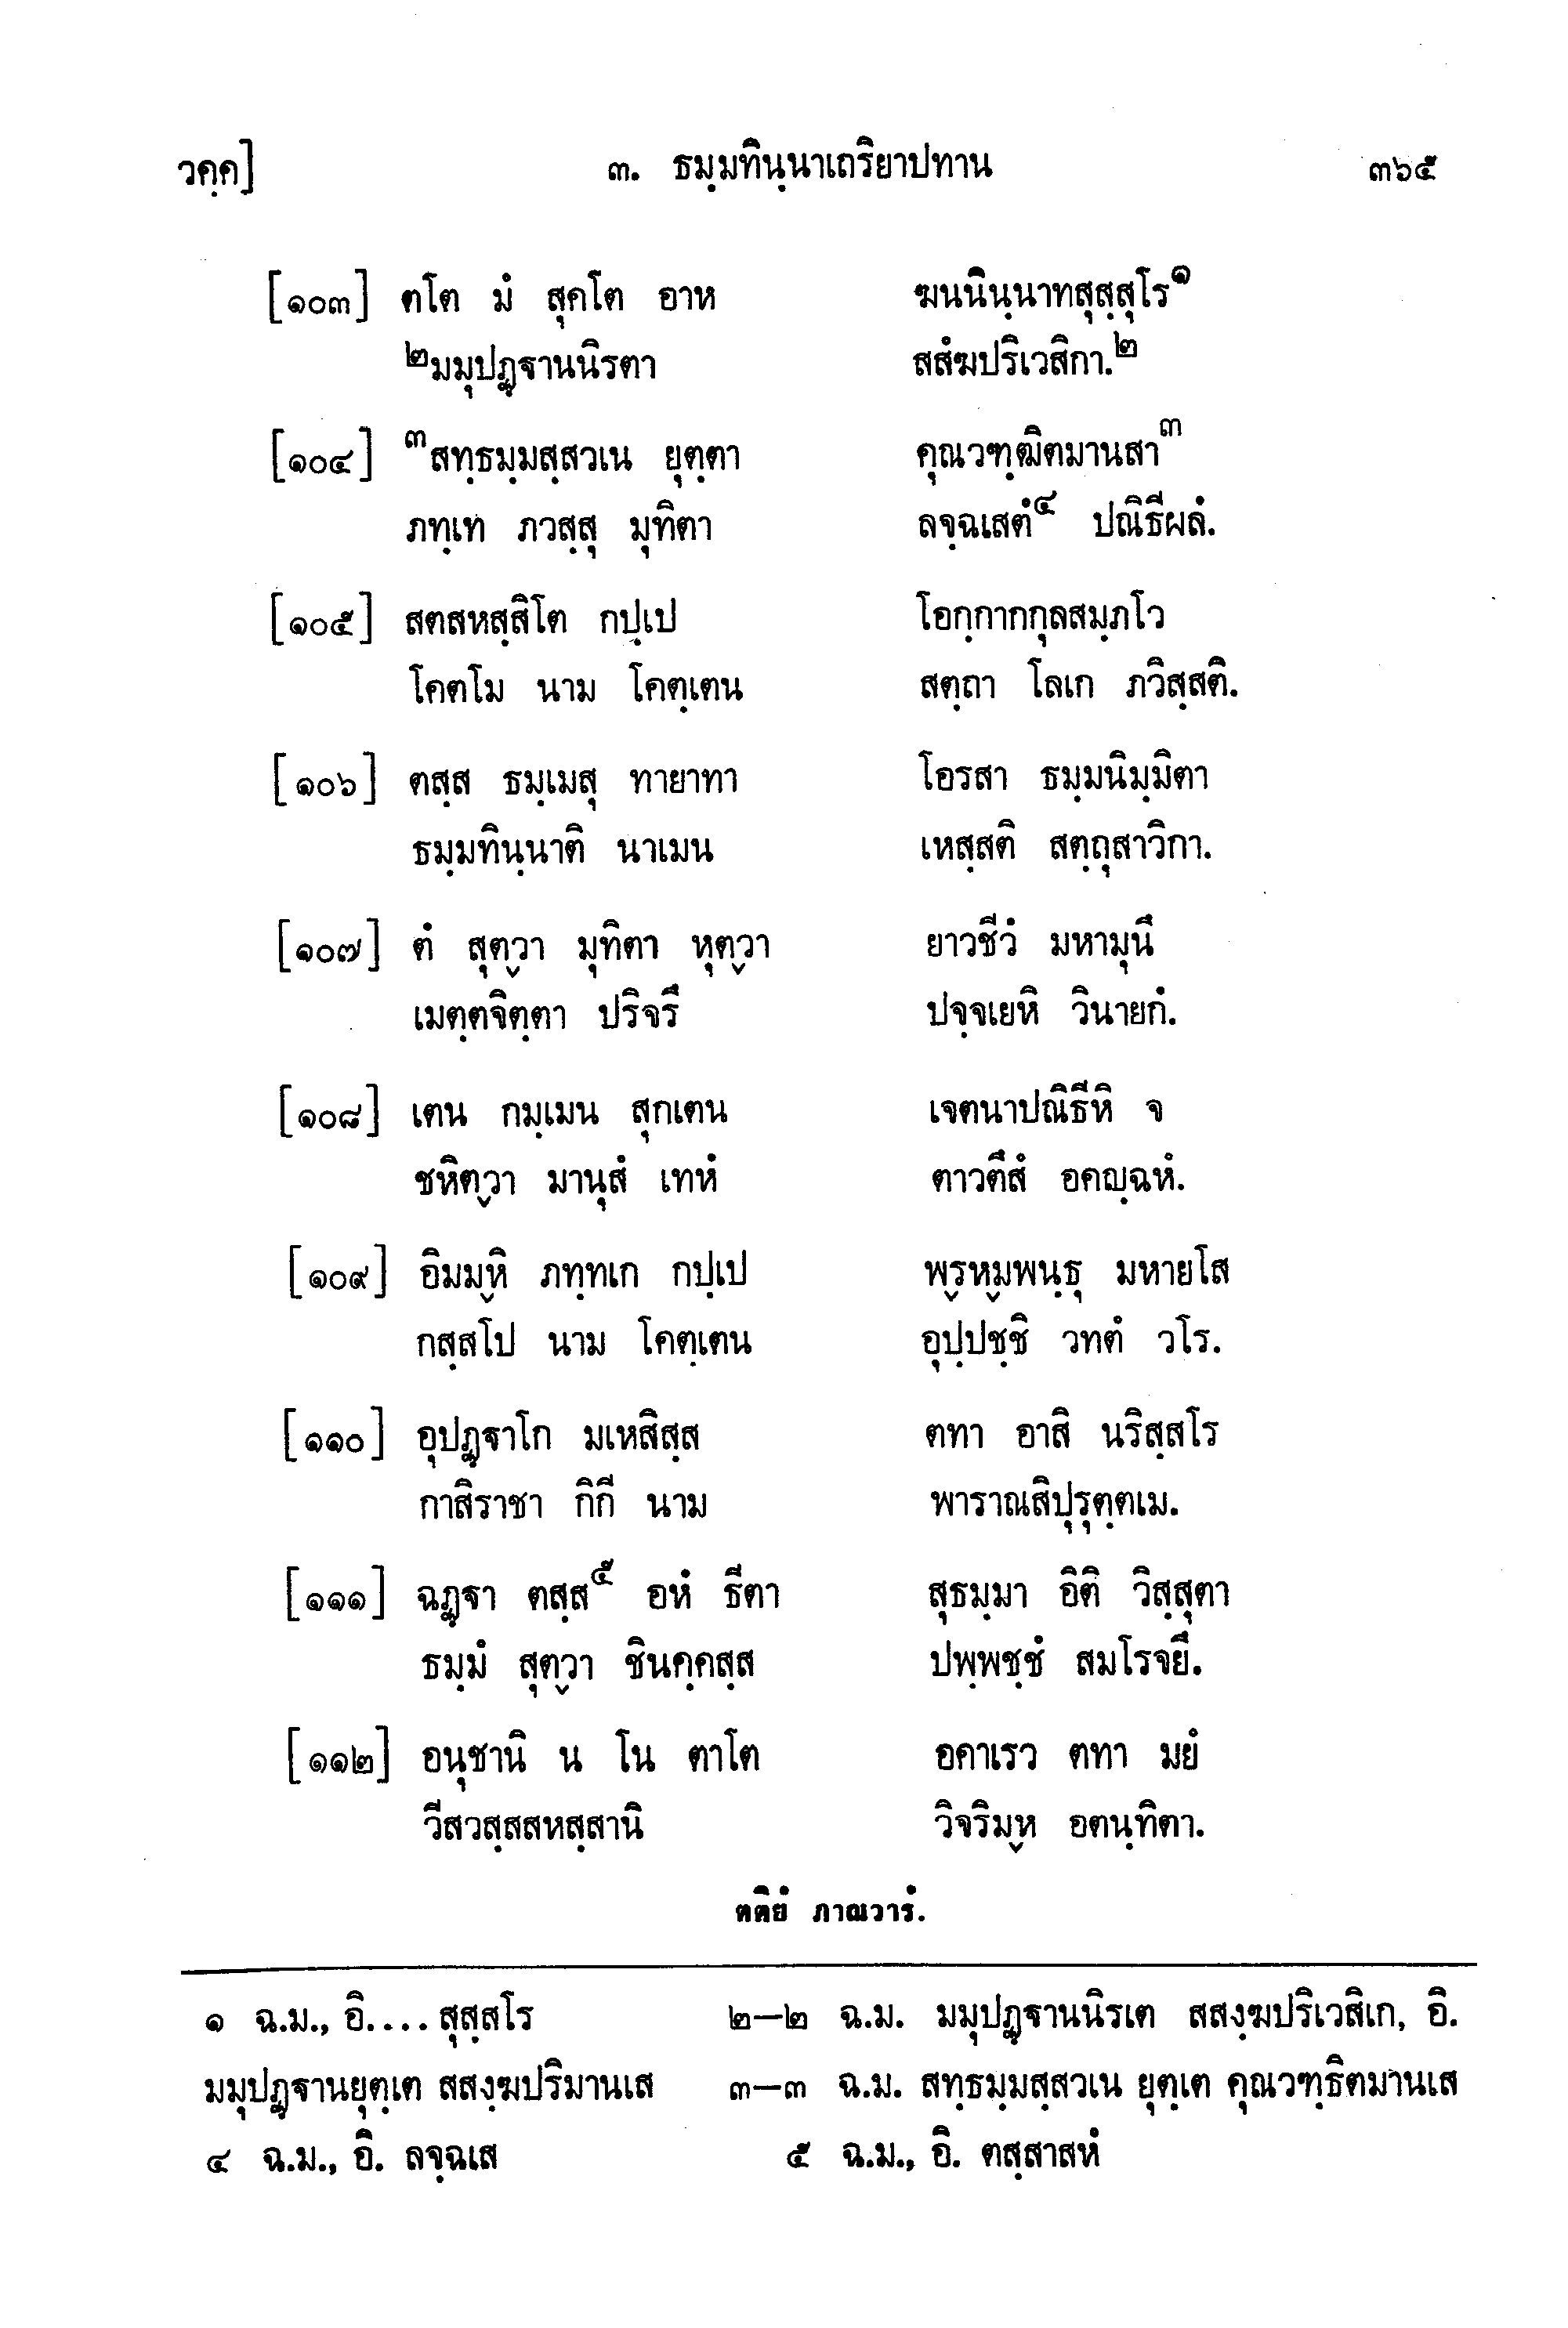 วคฺค] ๓. ธมฺมทินฺนาเถริยาปทาน ๓๖๕
[๑๐๓] ตโต มํ สุคโต อาห ฆนนินฺนาทสุสฺสุโร๑
๒มมุปฏฺฐานนิรตา สสํฆปริเวสิกา.๒
[๑๐๔] ๓สทฺธมฺมสฺสวเน ยุตฺตา คุณวฑฺฒิตมานสา๓
ภทฺเท ภวสฺสุ มุทิตา ลจฺฉเสตํ๔ ปณิธีผลํ.
[๑๐๕] สตสหสฺสิโต กปฺเป โอกฺกากกุลสมฺภโว
โคตโม นาม โคตฺเตน สตฺถา โลเก ภวิสฺสติ.
[๑๐๖] ตสฺส ธมฺเมสุ ทายาทา โอรสา ธมฺมนิมฺมิตา
ธมฺมทินฺนาติ นาเมน เหสฺสติ สตฺถุสาวิกา.
[๑๐๗] ตํ สุตฺวา มุทิตา หุตฺวา ยาวชีวํ มหามุนึ
เมตฺตจิตฺตา ปริจรึ ปจฺจเยหิ วินายกํ.
[๑๐๘] เตน กมฺเมน สุกเตน เจตนาปณิธีหิ จ
ชหิตฺวา มานุสํ เทหํ ตาวตึสํ อคญฺฉหํ.
[๑๐๙] อิมมฺหิ ภทฺทเก กปฺเป พฺรหฺมพนฺธุ มหายโส
กสฺสโป นาม โคตฺเตน อุปฺปชฺชิ วทตํ วโร.
[๑๑๐] อุปฏฺฐาโก มเหสิสฺส ตทา อาสิ นริสฺสโร
กาสิราชา กิกี นาม พาราณสิปุรุตฺตเม.
[๑๑๑] ฉฏฺฐา ตสฺส๕ อหํ ธีตา สุธมฺมา อิติ วิสฺสุตา
ธมฺมํ สุตฺวา ชินคฺคสฺส ปพฺพชฺชํ สมโรจยึ.
[๑๑๒] อนุชานิ น โน ตาโต อคาเรว ตทา มยํ
วีสวสฺสสหสฺสานิ วิจริมฺห อตนฺทิตา.
ตติยํ ภาณวารํ.
๑ ฉ.ม., อิ.... สุสฺสโร ๒—๒ ฉ.ม. มมุปฏฺฐานนิรเต สสงฺฆปริเวสิเก, อิ.
มมุปฏฺฐานยุตฺเต สสงฺฆปริมานเส ๓—๓ ฉ.ม. สทฺธมฺมสฺสวเน ยุตฺเต คุณวฑฺธิตมานเส
๔ ฉ.ม., อิ. ลจฺฉเส ๕ ฉ.ม., อิ. ตสฺสาสหํ